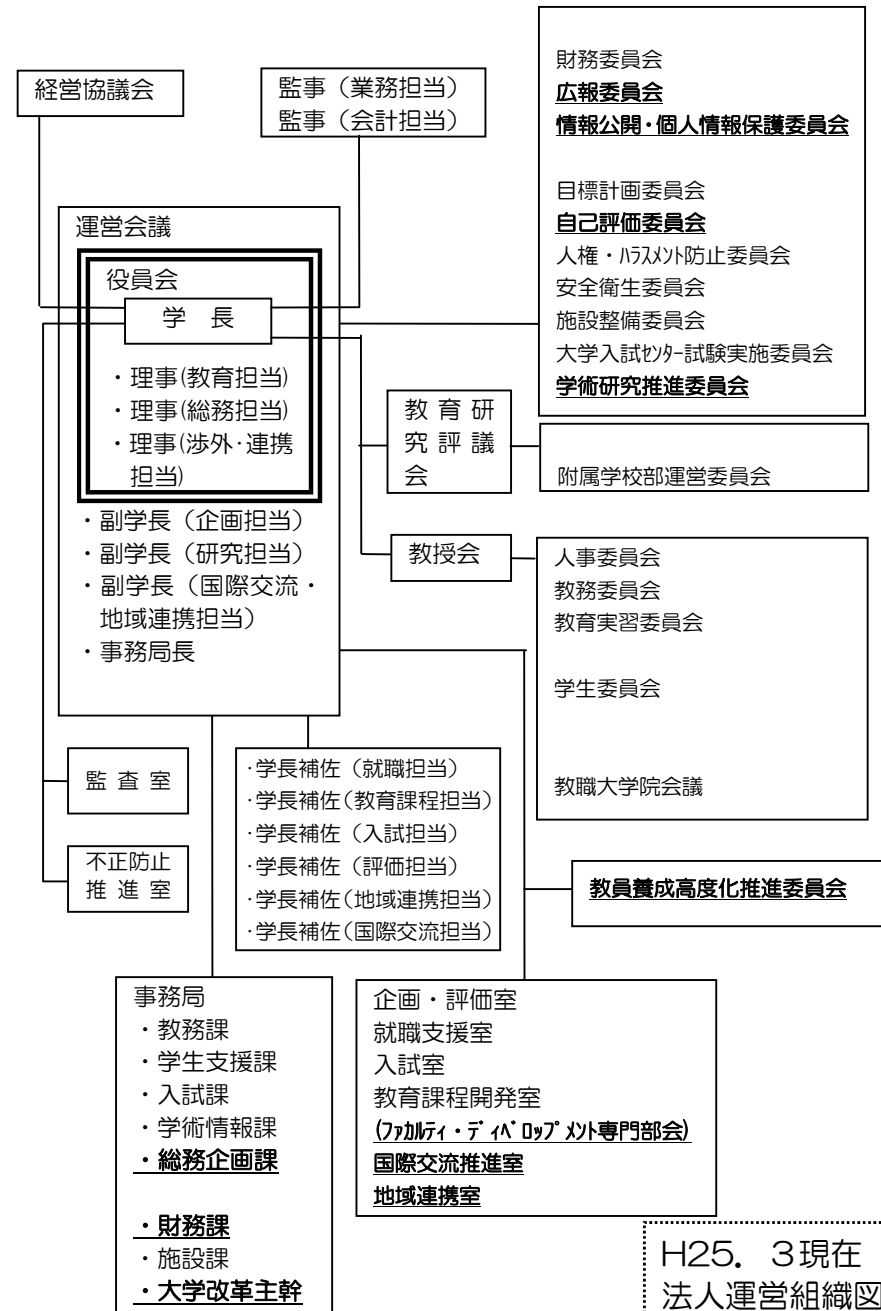 経営協議会
監事（業務担当）
監事（会計担当）
財務委員会
広報委員会
情報公開・個人情報保護委員会
目標計画委員会
自己評価委員会
人権・ﾊﾗｽﾒﾝﾄ防止委員会
安全衛生委員会
施設整備委員会
大学入試ｾﾝﾀｰ試験実施委員会
学術研究推進委員会
運営会議
役員会
学　長
・理事(教育担当)
・理事(総務担当)
・理事(渉外･連携
担当)
・副学長（企画担当）
・副学長（研究担当）
・副学長（国際交流・
地域連携担当）
・事務局長
教 育 研
究 評 議
会
附属学校部運営委員会
教授会
人事委員会
教務委員会
教育実習委員会
学生委員会
教職大学院会議
監 査 室
不正防止
推 進 室
･学長補佐（就職担当）
･学長補佐(教育課程担当)
･学長補佐（入試担当）
･学長補佐（評価担当）
･学長補佐(地域連携担当)
･学長補佐(国際交流担当)
教員養成高度化推進委員会
事務局
・教務課
・学生支援課
・入試課
・学術情報課
・総務企画課
・財務課
・施設課
・大学改革主幹
企画・評価室
就職支援室
入試室
教育課程開発室
(ﾌｧｶﾙﾃｨ・ﾃﾞｨﾍﾞﾛｯﾌﾟﾒﾝﾄ専門部会)
国際交流推進室
地域連携室
H25．3現在
法人運営組織図